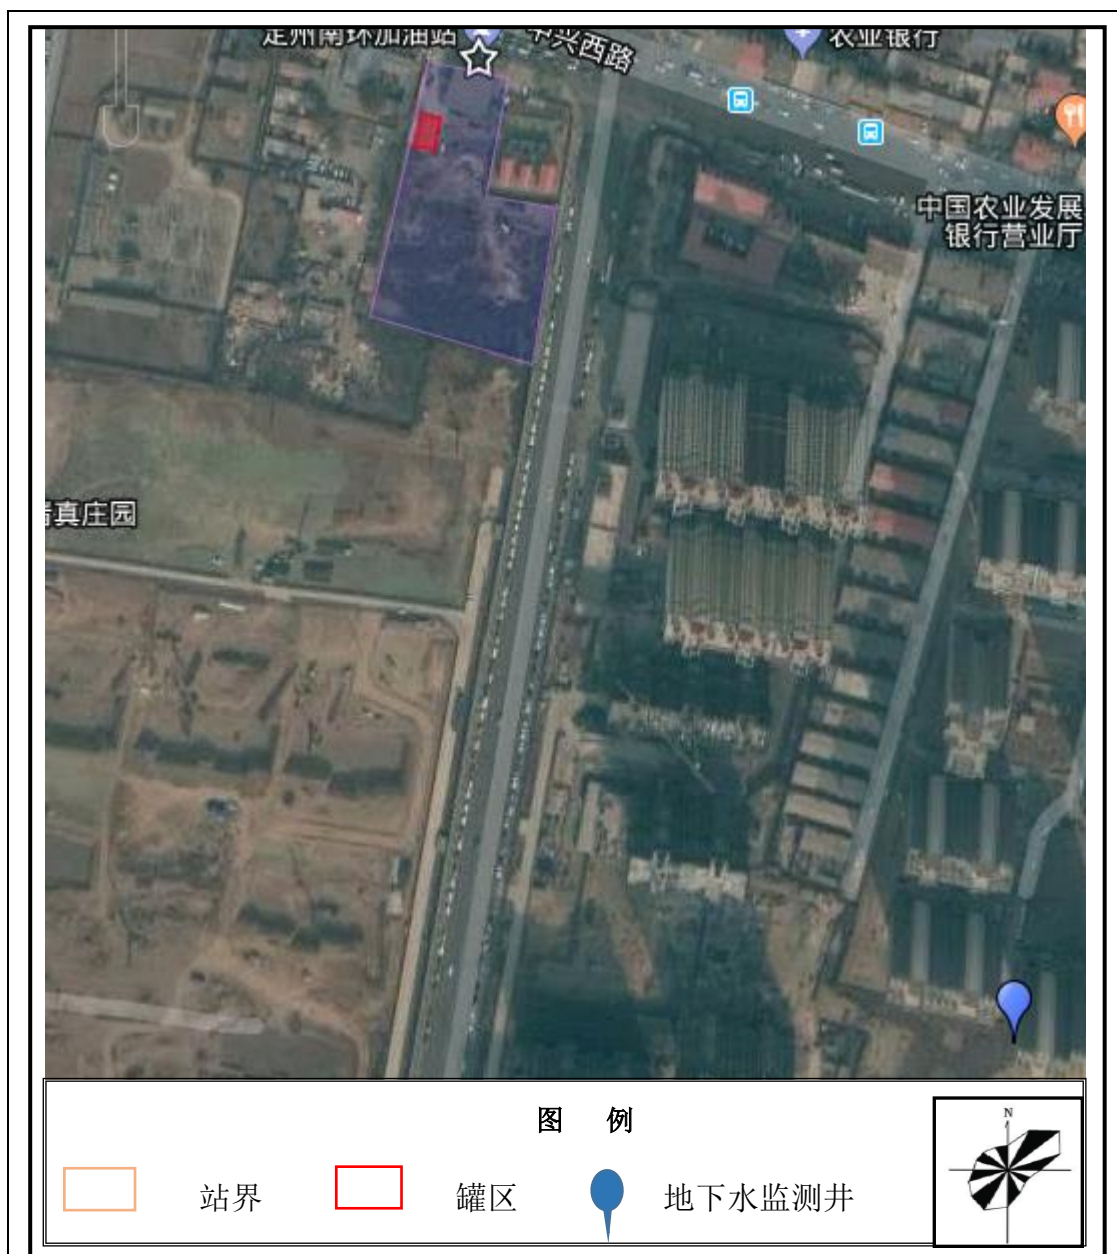 定州南环加油站
中兴西路
农业银行
中国农业发展
银行营业厅
真庄园
图 例
N
站界
罐区
地下水监测井